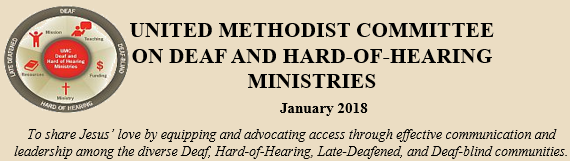 DEAF
LATE DEAFENED
DEAF-BLIND
HARD OF HEARING
Mission
Teaching
UMC
Deaf and
Hard of Hearing
Ministries
Resources
$
Funding
Ministry
UNITED METHODIST COMMITTEE
ON DEAF AND HARD-OF-HEARING
MINISTRIES
January 2018
To share Jesus’ love by equipping and advocating access through effective communication and
leadership among the diverse Deaf, Hard-of-Hearing, Late-Deafened, and Deaf-blind communities.